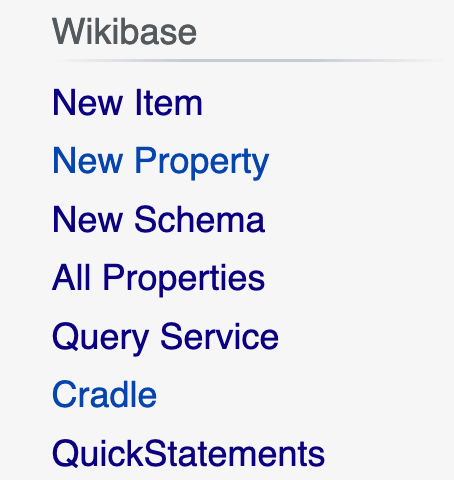 Wikibase
New Item
New Property
New Schema
All Properties
Query Service
Cradle
QuickStatements